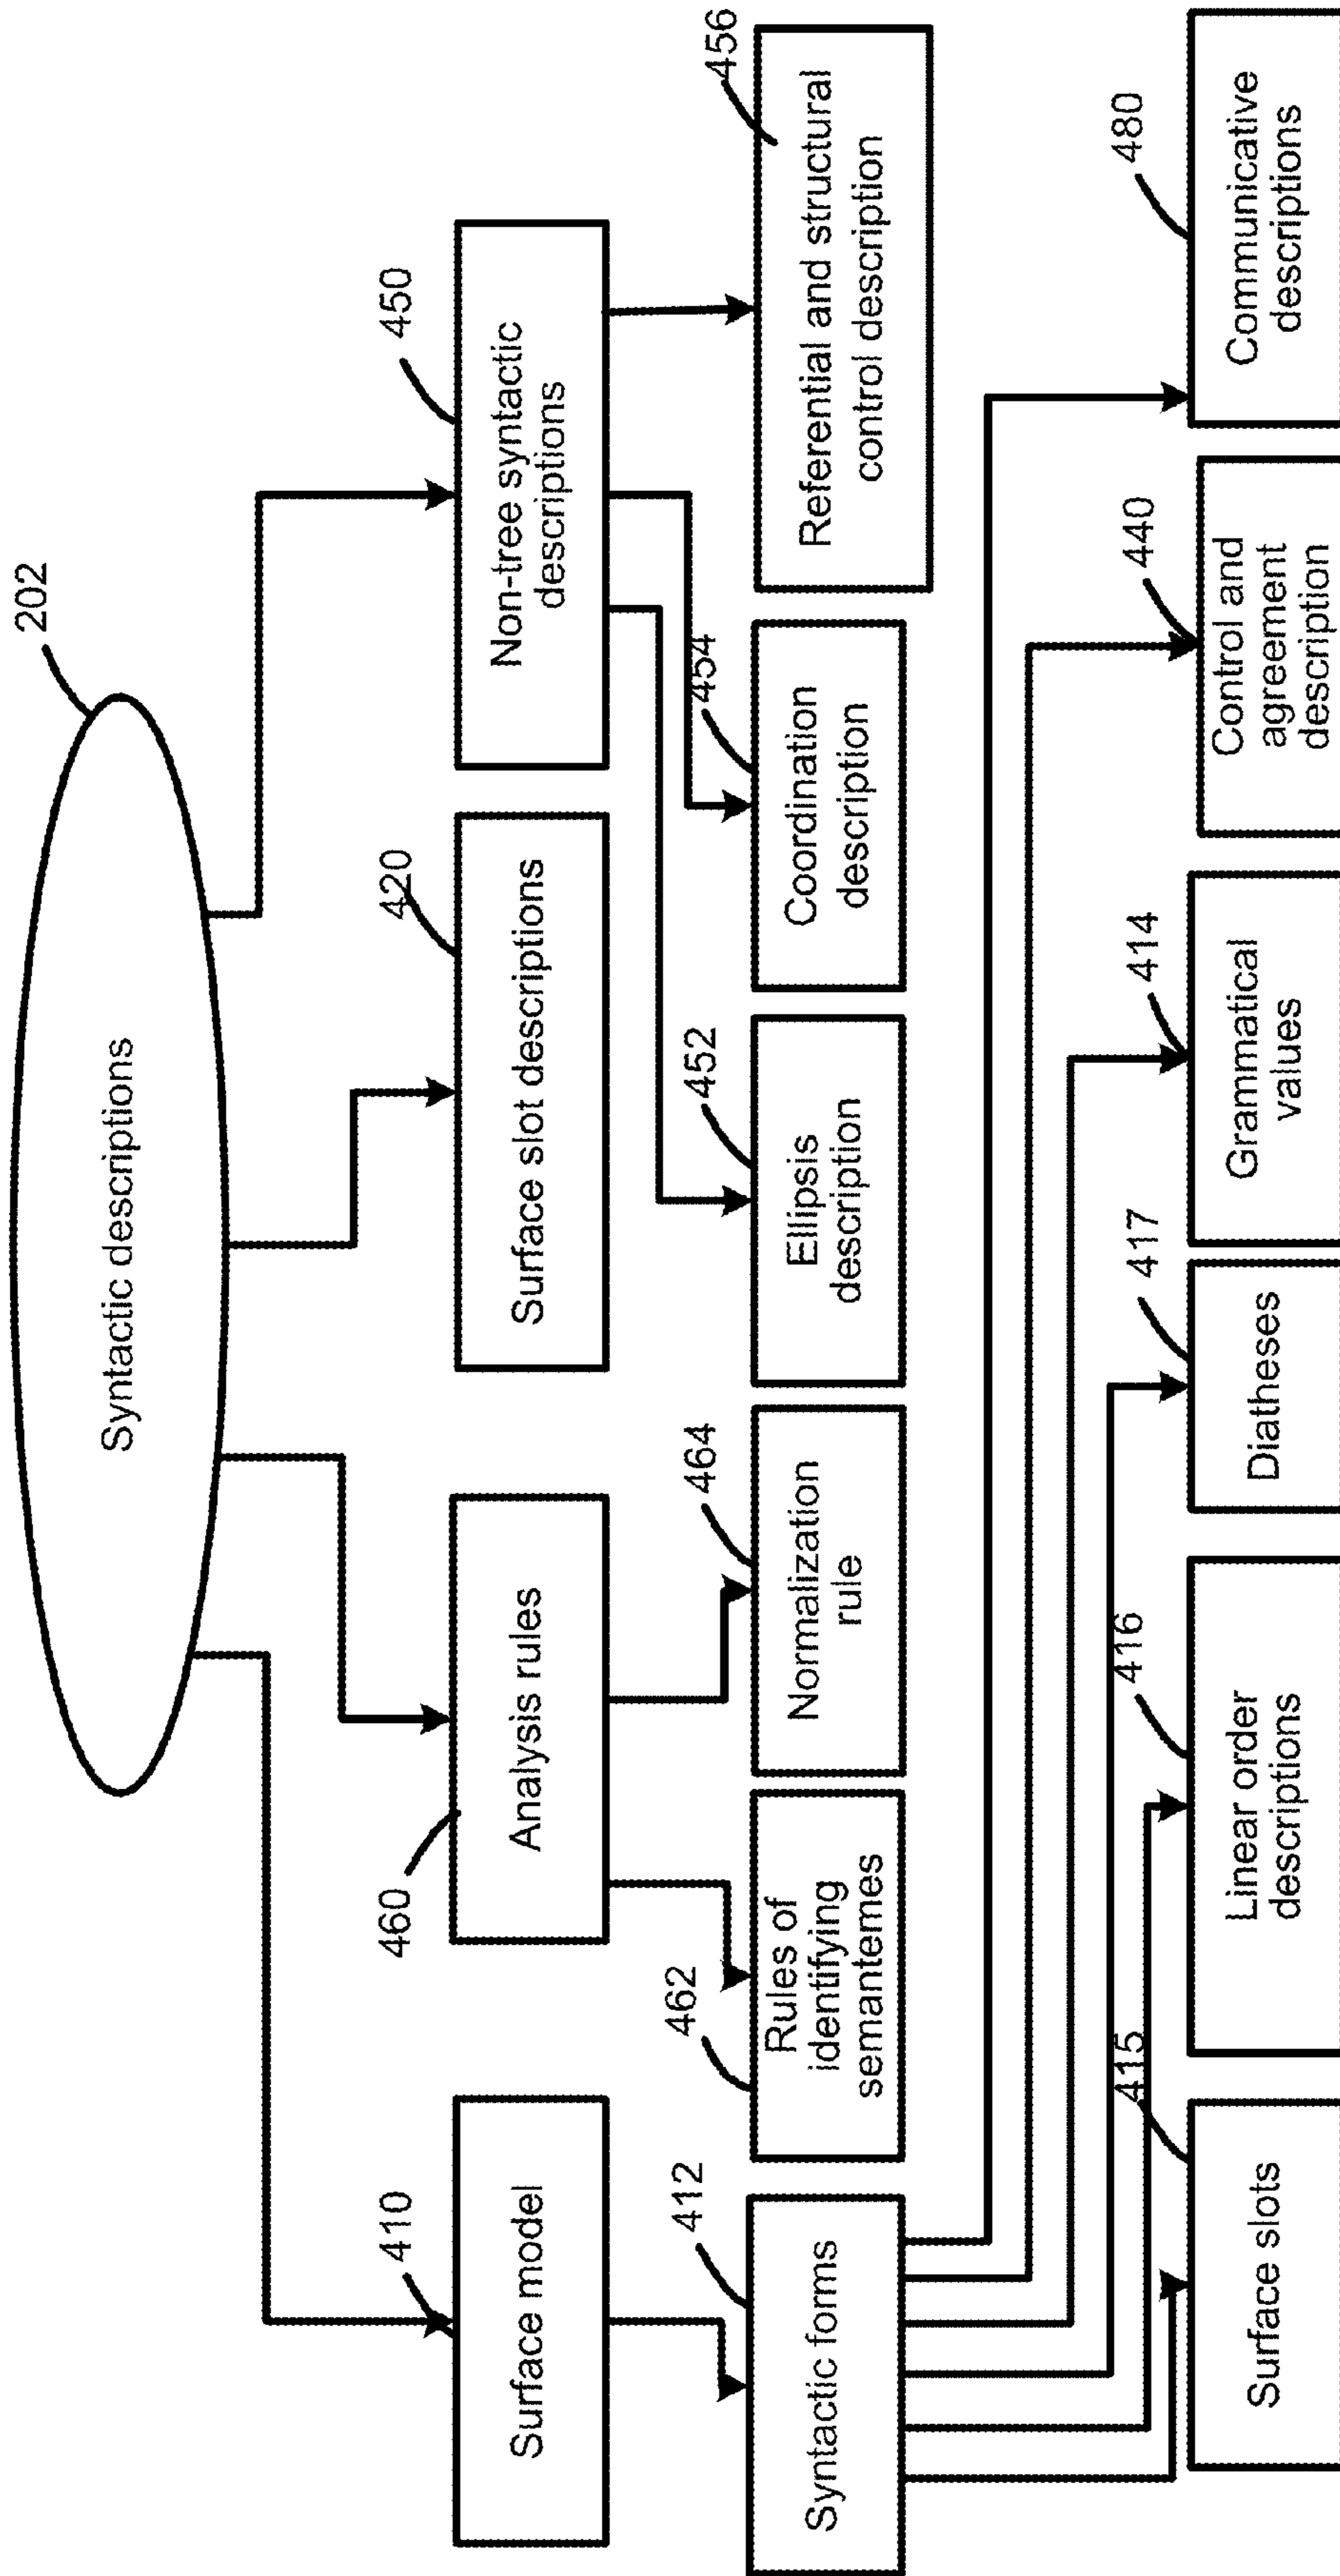 202
Syntactic descriptions
410
Surface model
460
Analysis rules
420
Surface slot descriptions
450
Non-tree syntactic
descriptions
412
Syntactic forms
462
Rules of
identifying
semantemes
464
Normalization
rule
452
Ellipsis
description
454
Coordination
description
456
Referential and structural
control description
415
Surface slots
416
Linear order
descriptions
417
Diatheses
414
Grammatical
values
440
Control and
agreement
description
480
Communicative
descriptions